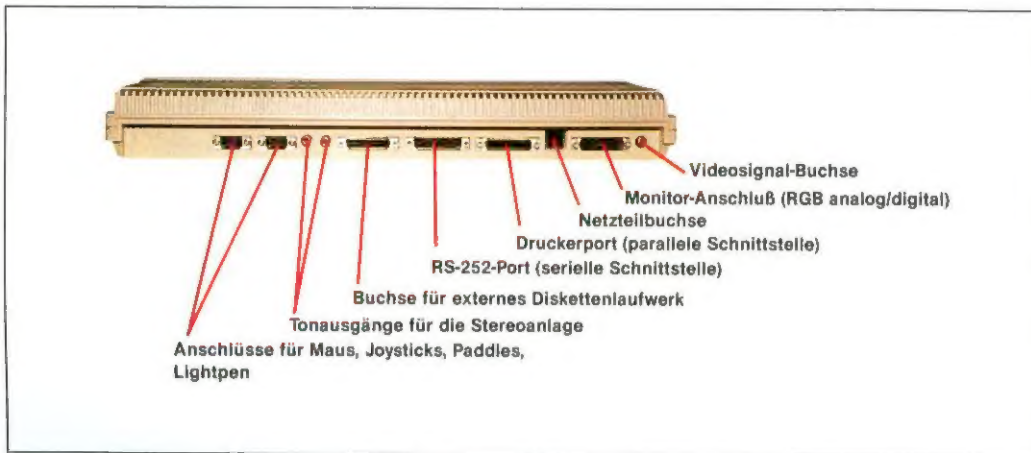 Videosignal-Buchse
Monitor-Anschluß (RGB analog/digital)
Netzteilbuchse
Druckerport (parallele Schnittstelle)
RS-252-Port (serielle Schnittstelle)
Buchse für externes Diskettenlaufwerk
Tonausgänge für die Stereoanlage
Anschlüsse für Maus, Joysticks, Paddles,
Lightpen